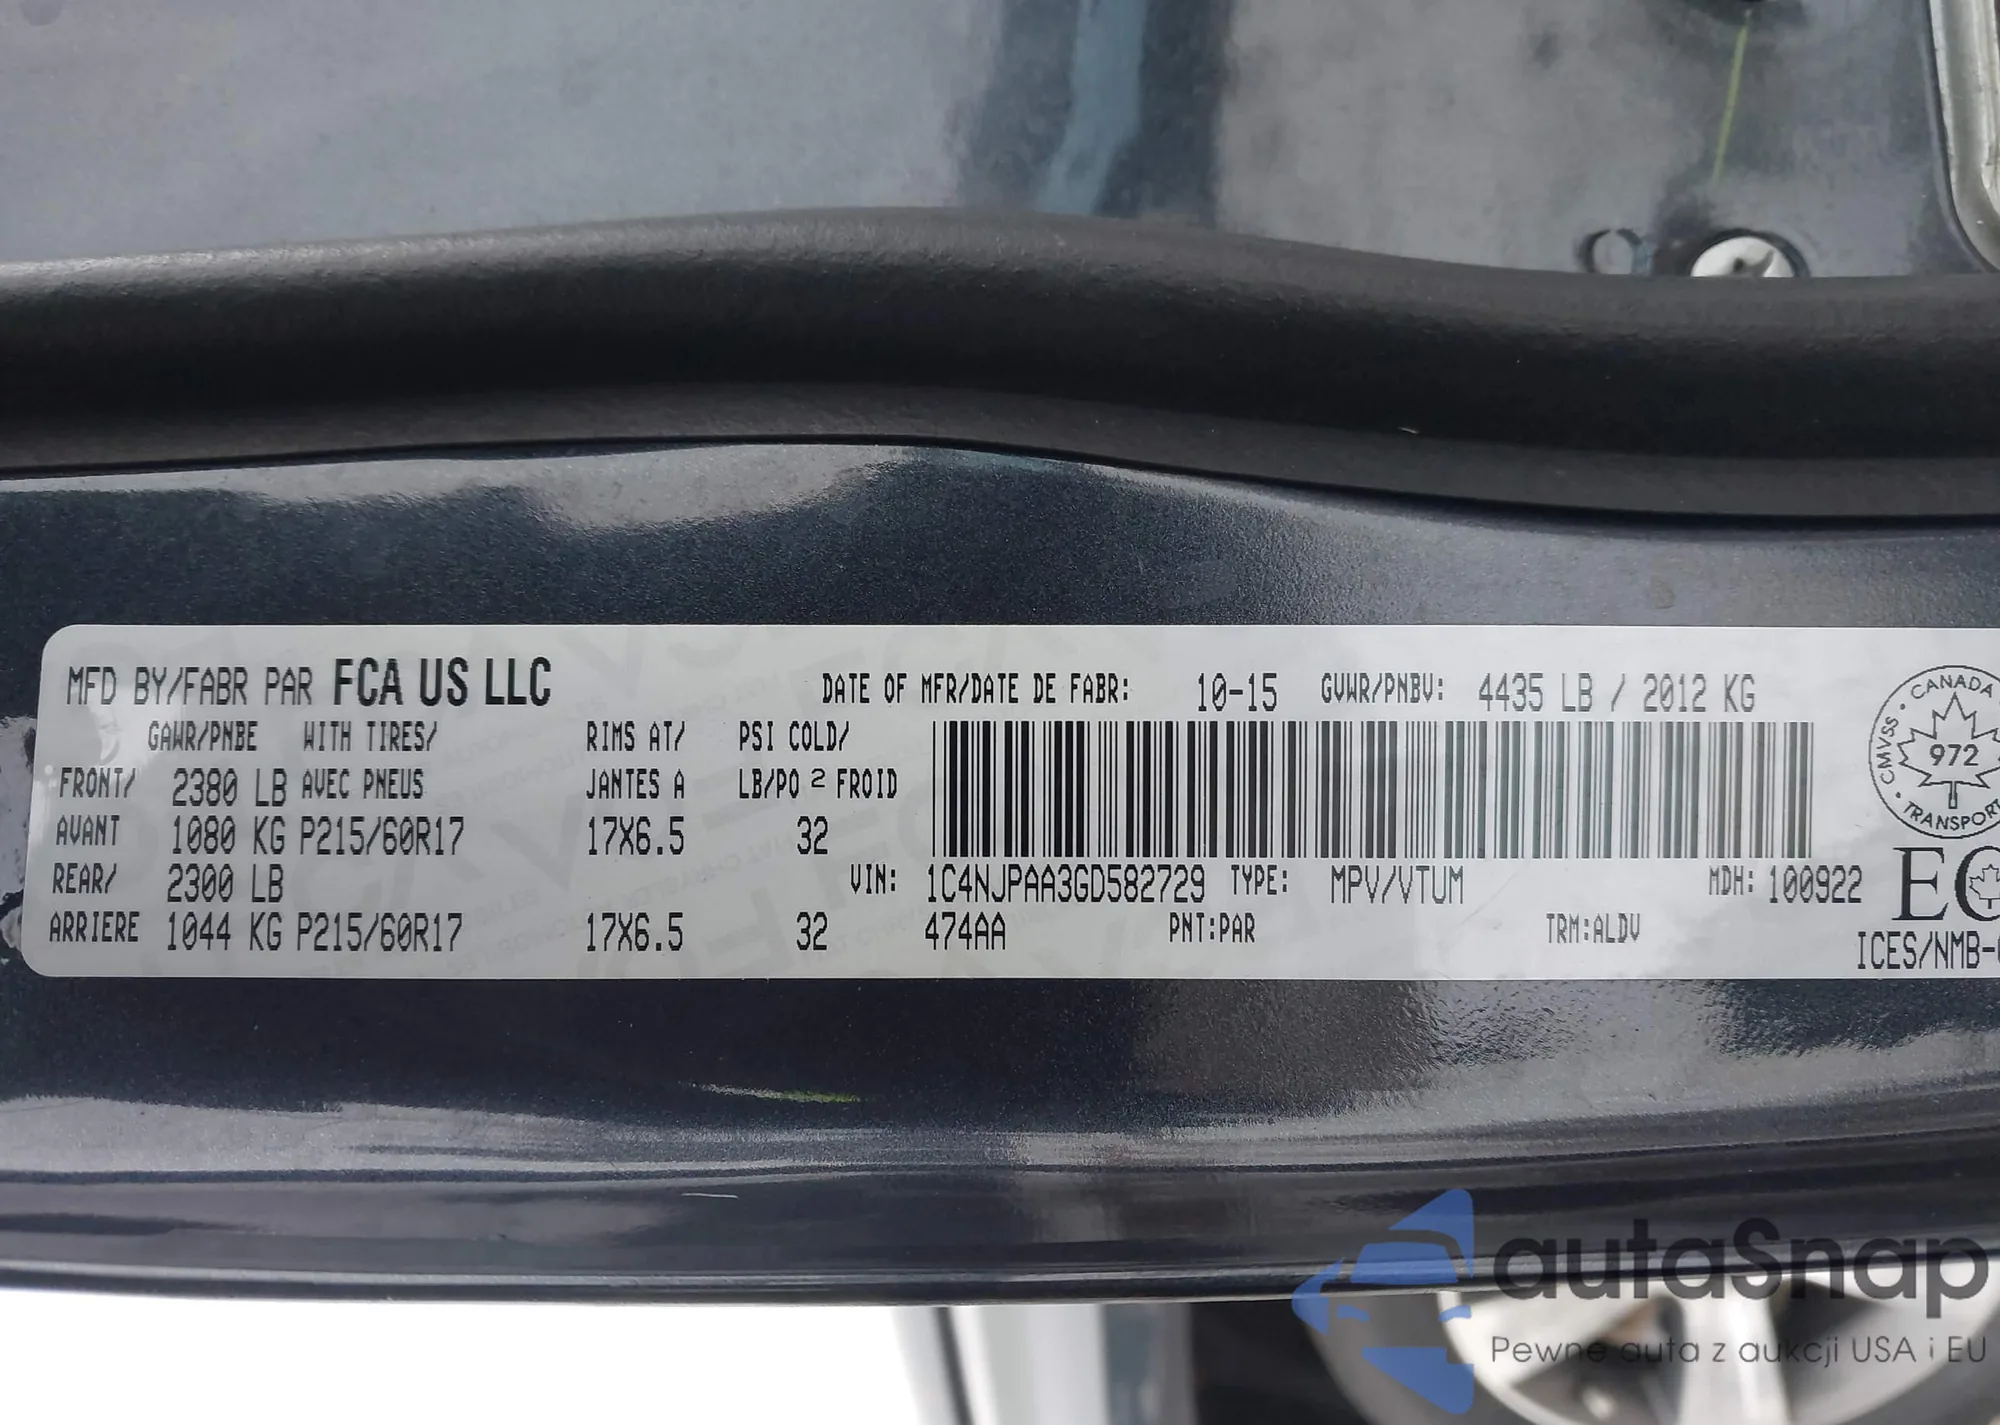 MFD BY/FABR PAR FCA US LLC DATE OF MFR/DATE DE FABR: 10-15 GVWR/PNBV: 4435 LB / 2012 KG
GAWR/PNBE WITH TIRES/ RIMS AT/ PSI COLD/
FRONT/ 2380 LB AVEC PNEUS JANTES A LB/PO 2 FROID
AVANT 1080 KG P215/60R17 17X6.5 32
REAR/ 2300 LB VIN: 1C4NJPAA3GD582729 TYPE: MPV/VTUM MDH: 100922
ARRIERE 1044 KG P215/60R17 17X6.5 32 474AA PNT:PAR TRM:ALDV
CANADA
CMVSS
972
TRANSPORT
EC
ICES/NMB-
autaSnap
Pewne auta z aukcji USA i EU